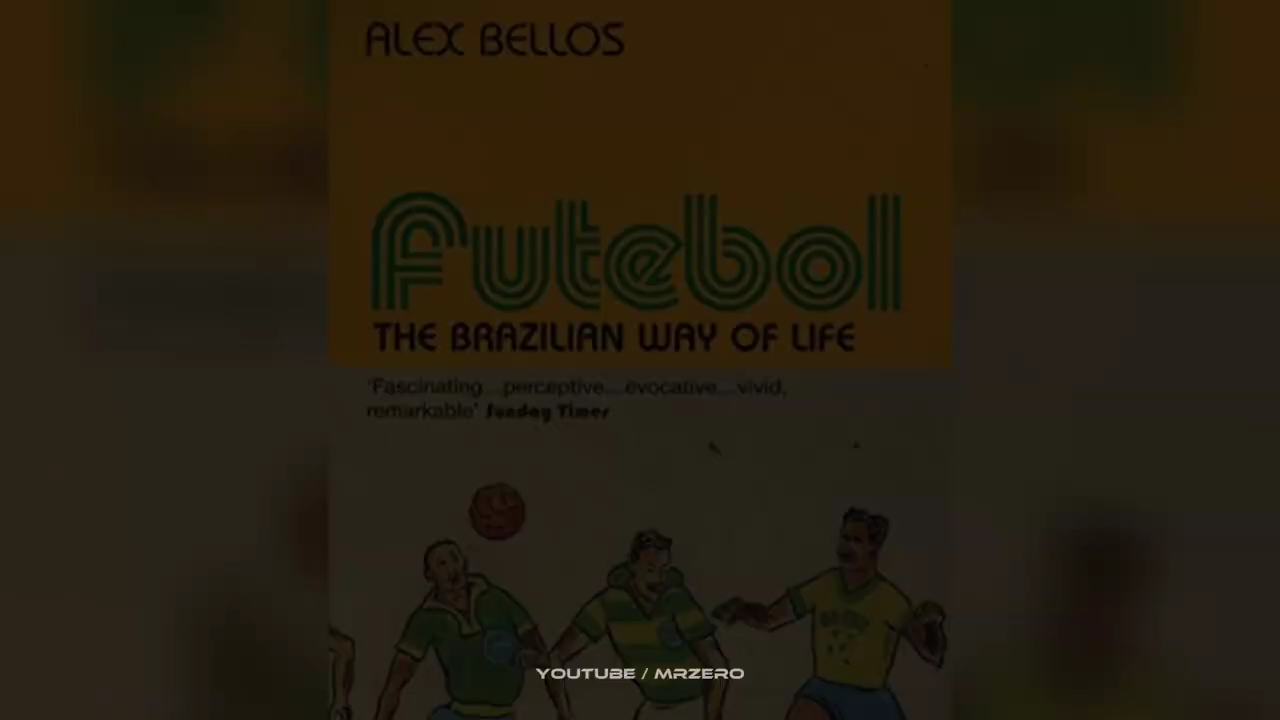 ALEX BELLOS
futebol
THE BRAZILIAN WAY OF LIFE
'Fascinating...perceptive...evocative...vivid,
remarkable' Sunday Times
YOUTUBE / MRZERO